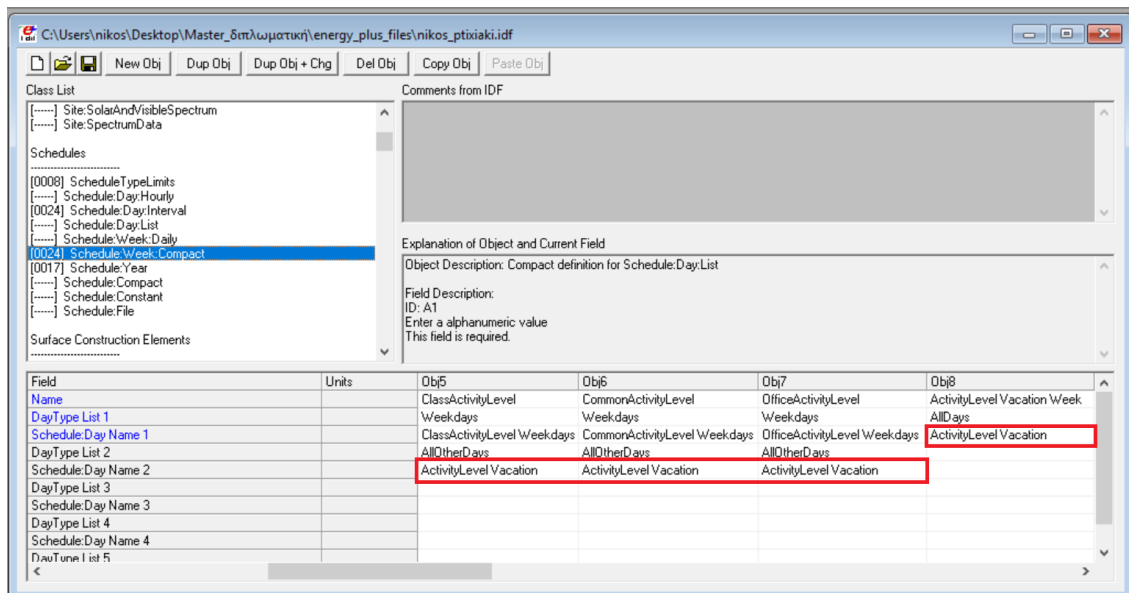 C:\Users\nikos\Desktop\Master_διπλωματική\energy_plus_files\nikos_ptixiaki.idf
New Obj Dup Obj Dup Obj + Chg Del Obj Copy Obj Paste Obj
Class List
[------] Site:SolarAndVisibleSpectrum
[------] Site:SpectrumData
Schedules
----------------------------
[0008] ScheduleTypeLimits
[------] Schedule:Day:Hourly
[0024] Schedule:Day:Interval
[------] Schedule:Day:List
[------] Schedule:Week:Daily
[0024] Schedule:Week:Compact
[0017] Schedule:Year
[------] Schedule:Compact
[------] Schedule:Constant
[------] Schedule:File
Surface Construction Elements
----------------------------
Comments from IDF
Explanation of Object and Current Field
Object Description: Compact definition for Schedule:Day:List
Field Description:
ID: A1
Enter a alphanumeric value
This field is required.
Field Units Obj5 Obj6 Obj7 Obj8
Name ClassActivityLevel CommonActivityLevel OfficeActivityLevel ActivityLevel Vacation Week
DayType List 1 Weekdays Weekdays Weekdays AllDays
Schedule:Day Name 1 ClassActivityLevel Weekdays CommonActivityLevel Weekdays OfficeActivityLevel Weekdays ActivityLevel Vacation
DayType List 2 AllOtherDays AllOtherDays AllOtherDays
Schedule:Day Name 2 ActivityLevel Vacation ActivityLevel Vacation ActivityLevel Vacation
DayType List 3
Schedule:Day Name 3
DayType List 4
Schedule:Day Name 4
DayType List 5